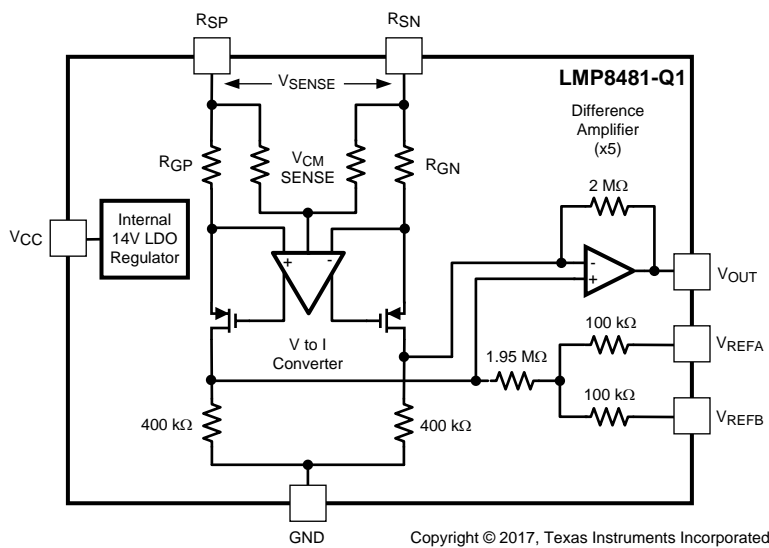 RSP
RSN
VSENSE
LMP8481-Q1
Difference
Amplifier
(x5)
RGP
VCM
SENSE
RGN
2 MΩ
VCC
Internal
14V LDO
Regulator
+
-
-
+
VOUT
V to I
Converter
1.95 MΩ
100 kΩ
VREFA
100 kΩ
VREFB
400 kΩ
400 kΩ
GND
Copyright © 2017, Texas Instruments Incorporated